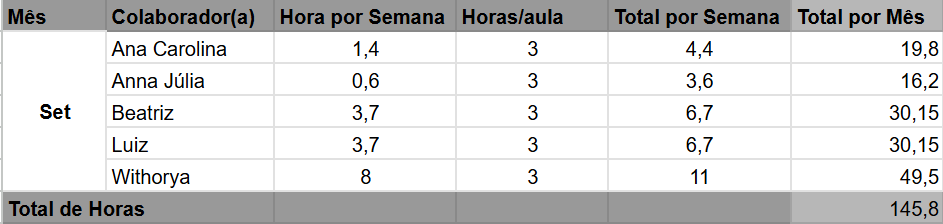 Mês Colaborador(a) Hora por Semana Horas/aula Total por Semana Total por Mês
Ana Carolina 1,4 3 4,4 19,8
Anna Júlia 0,6 3 3,6 16,2
Set Beatriz 3,7 3 6,7 30,15
Luiz 3,7 3 6,7 30,15
Withorya 8 3 11 49,5
Total de Horas 145,8